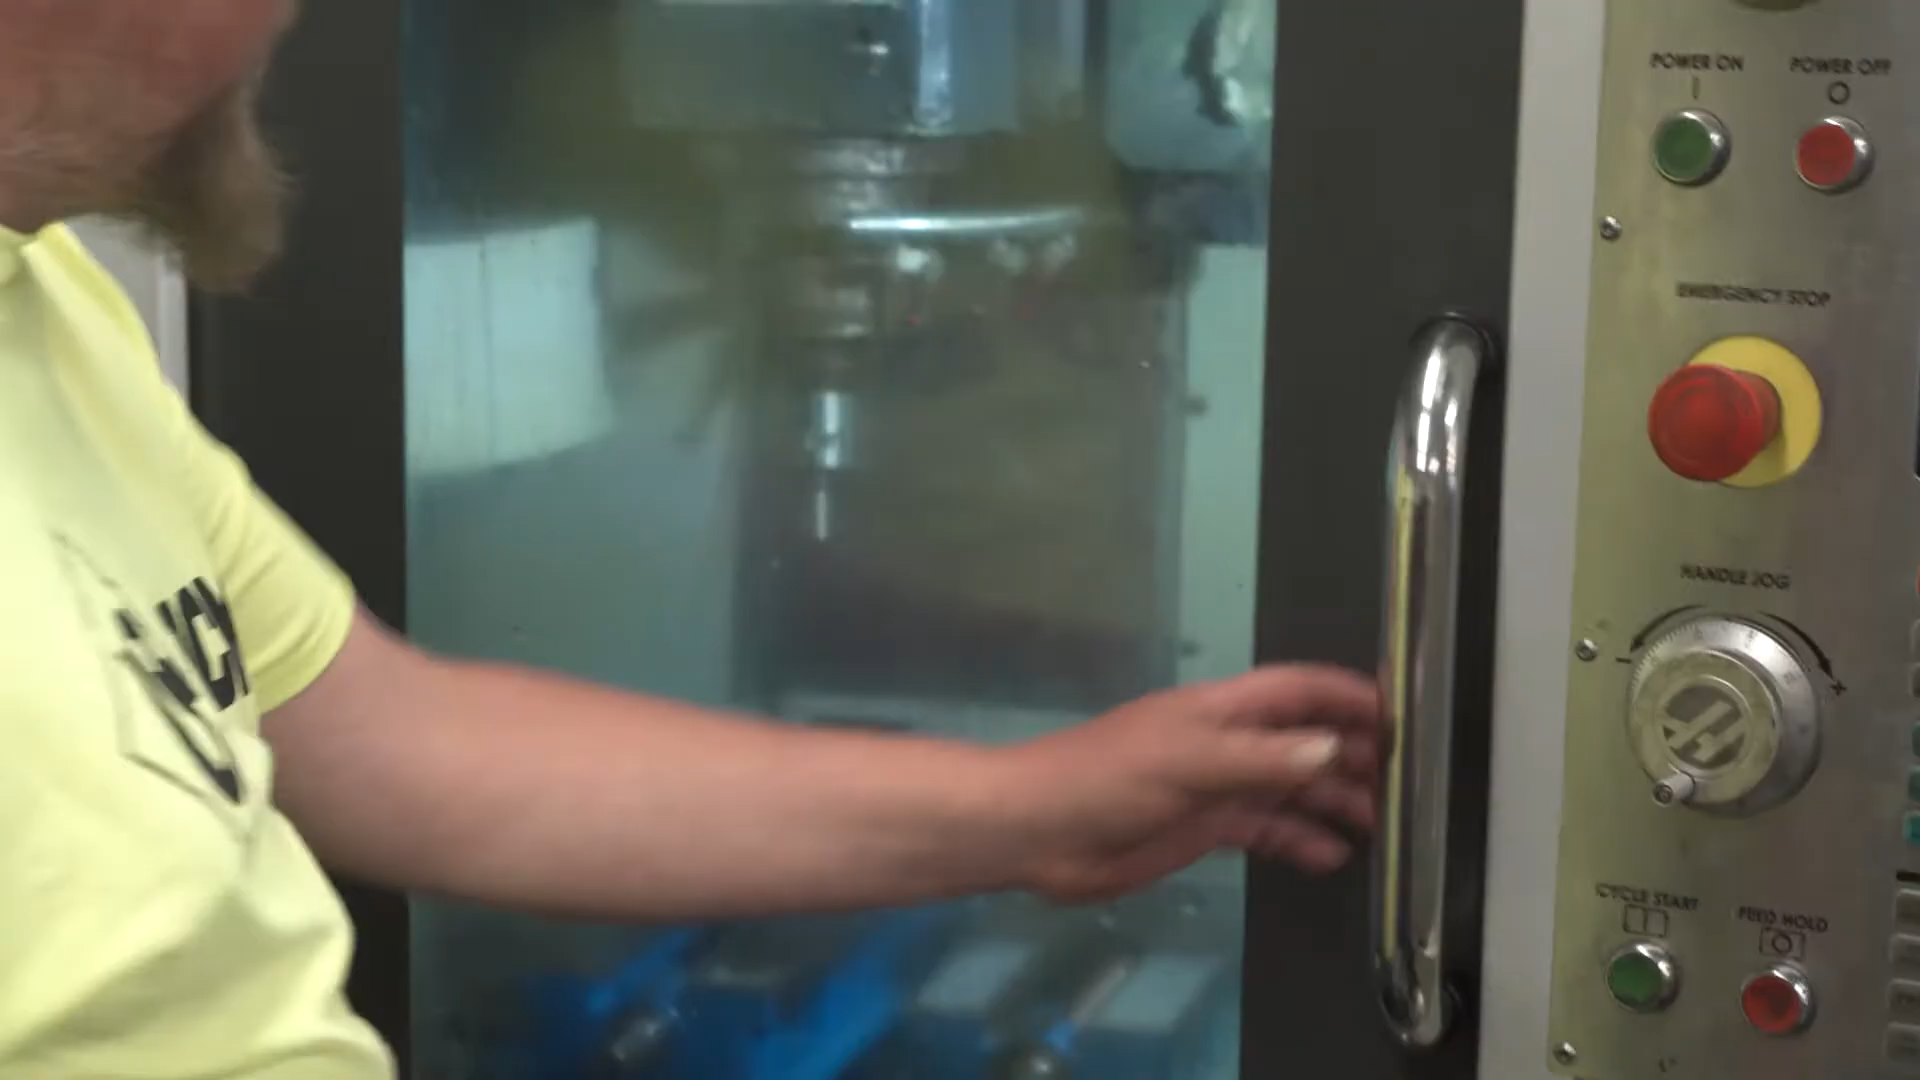 POWER ON
POWER OFF
EMERGENCY STOP
HANDLE JOG
- +
CYCLE START
FEED HOLD